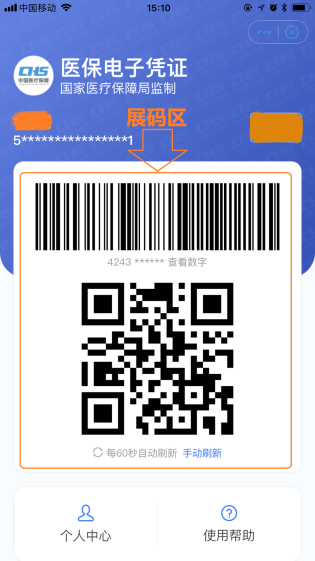 中国移动
15:10
CHS
中国医疗保障
医保电子凭证
国家医疗保障局监制
展码区
5****************1
4243 ****** 查看数字
每60秒自动刷新 手动刷新
个人中心
使用帮助